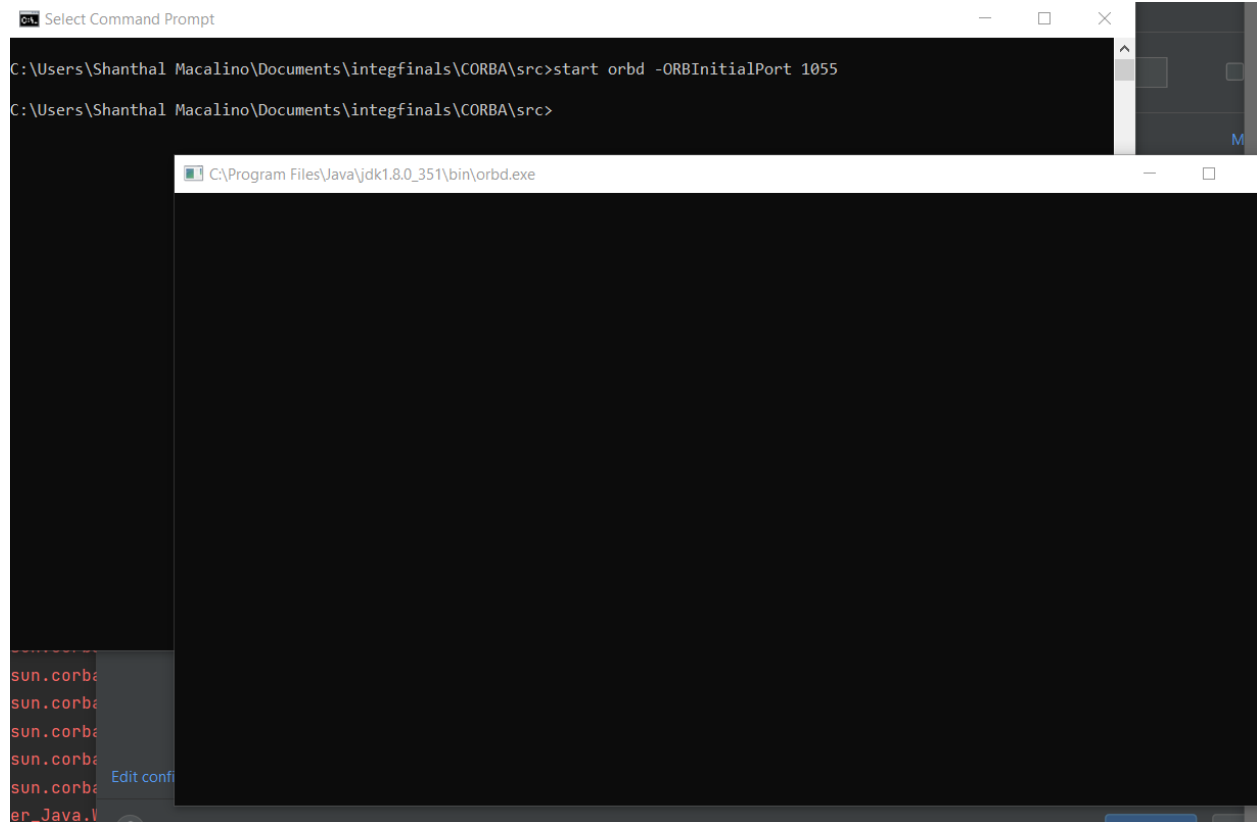 Select Command Prompt
C:\Users\Shanthal Macalino\Documents\integfinals\CORBA\src>start orbd -ORBInitialPort 1055
C:\Users\Shanthal Macalino\Documents\integfinals\CORBA\src>
M
C:\Program Files\Java\jdk1.8.0_351\bin\orbd.exe
sun.corba
sun.corba
sun.corba
sun.corba
sun.corba
Edit confi
er_Java.